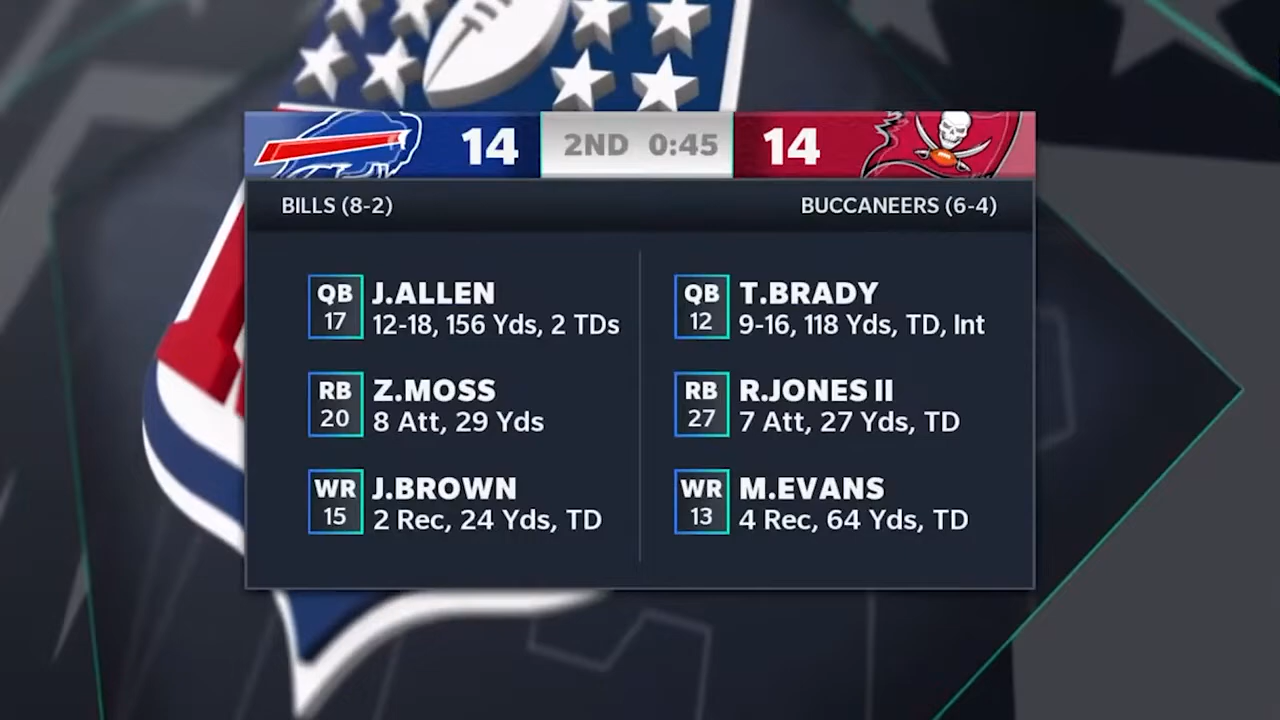 14 2ND 0:45 14
BILLS (8-2) BUCCANEERS (6-4)
QB J.ALLEN
17 12-18, 156 Yds, 2 TDs
QB T.BRADY
12 9-16, 118 Yds, TD, Int
RB Z.MOSS
20 8 Att, 29 Yds
RB R.JONES II
27 7 Att, 27 Yds, TD
WR J.BROWN
15 2 Rec, 24 Yds, TD
WR M.EVANS
13 4 Rec, 64 Yds, TD